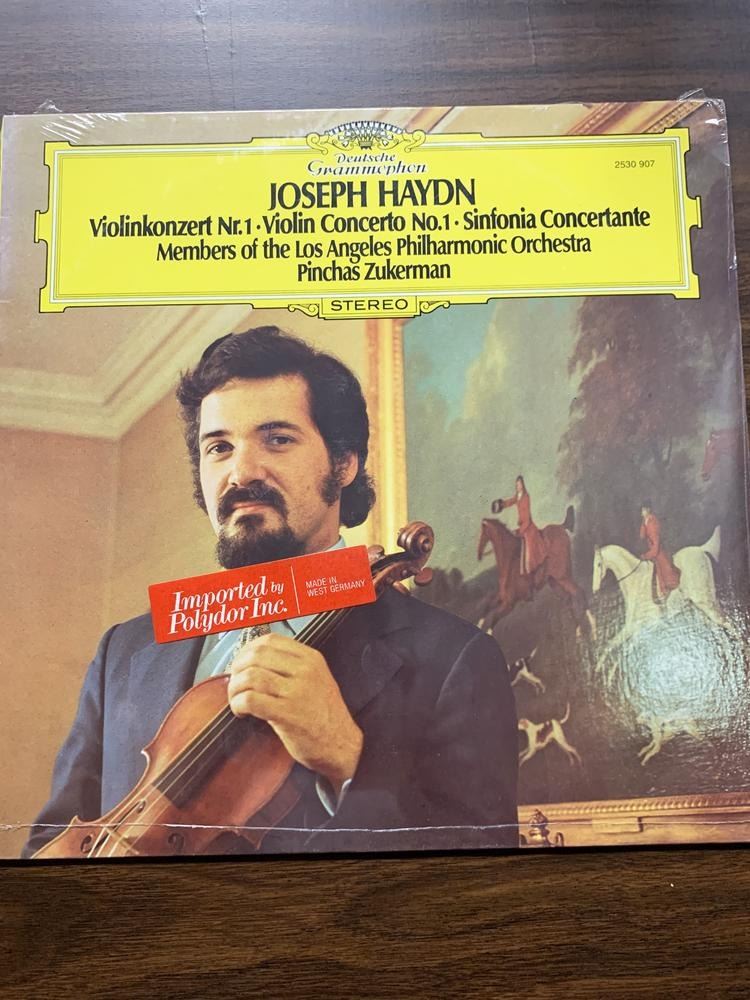 Deutsche
Grammophon
2530 907
JOSEPH HAYDN
Violinkonzert Nr.1 · Violin Concerto No.1 · Sinfonia Concertante
Members of the Los Angeles Philharmonic Orchestra
Pinchas Zukerman
STEREO
Imported by
Polydor Inc.
MADE IN
WEST GERMANY